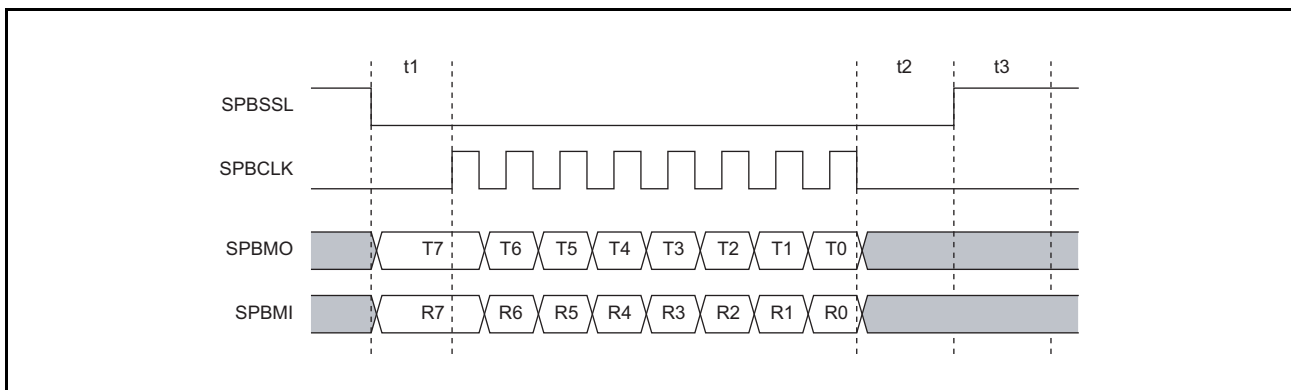 t1 t2 t3
SPBSSL
SPBCLK
SPBMO T7 T6 T5 T4 T3 T2 T1 T0
SPBMI R7 R6 R5 R4 R3 R2 R1 R0